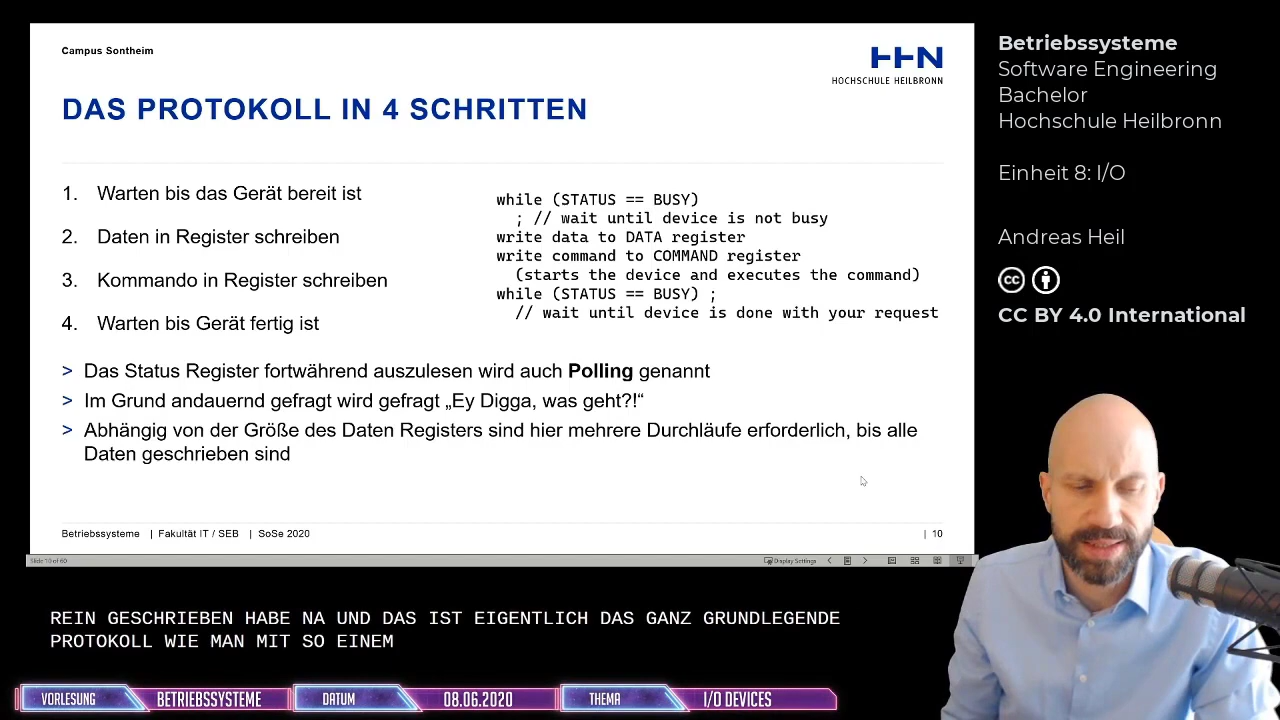 Campus Sontheim
HHN
HOCHSCHULE HEILBRONN
DAS PROTOKOLL IN 4 SCHRITTEN
1. Warten bis das Gerät bereit ist
2. Daten in Register schreiben
3. Kommando in Register schreiben
4. Warten bis Gerät fertig ist
while (STATUS == BUSY)
; // wait until device is not busy
write data to DATA register
write command to COMMAND register
(starts the device and executes the command)
while (STATUS == BUSY) ;
// wait until device is done with your request
> Das Status Register fortwährend auszulesen wird auch Polling genannt
> Im Grund andauernd gefragt wird gefragt „Ey Digga, was geht?!“
> Abhängig von der Größe des Daten Registers sind hier mehrere Durchläufe erforderlich, bis alle
Daten geschrieben sind
Betriebssysteme | Fakultät IT / SEB | SoSe 2020 | 10
Slide 10 of 60
Display Settings
Betriebssysteme
Software Engineering
Bachelor
Hochschule Heilbronn
Einheit 8: I/O
Andreas Heil
cc
CC BY 4.0 International
REIN GESCHRIEBEN HABE NA UND DAS IST EIGENTLICH DAS GANZ GRUNDLEGENDE
PROTOKOLL WIE MAN MIT SO EINEM
VORLESUNG BETRIEBSSYSTEME DATUM 08.06.2020 THEMA I/O DEVICES